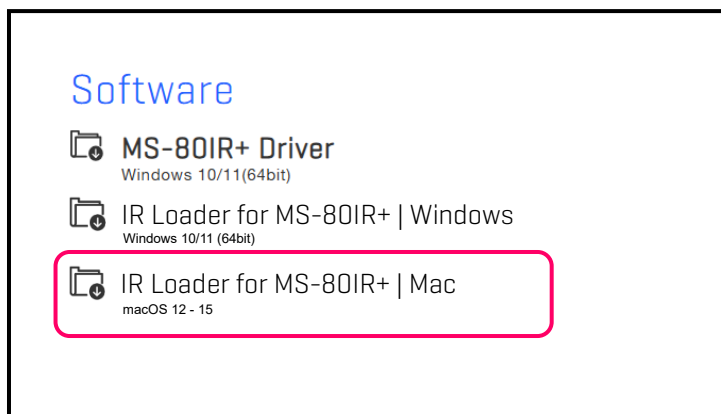 Software
MS-80IR+ Driver
Windows 10/11(64bit)
IR Loader for MS-80IR+ | Windows
Windows 10/11 (64bit)
IR Loader for MS-80IR+ | Mac
macOS 12 - 15